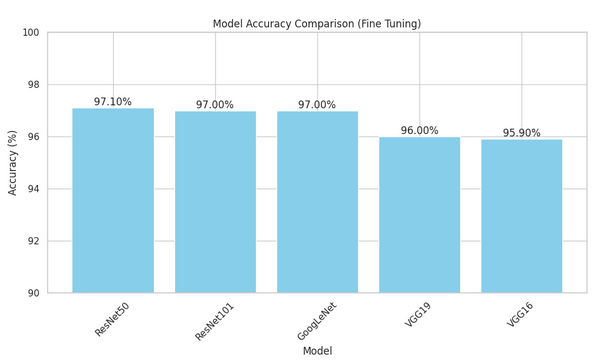 Model Accuracy Comparison (Fine Tuning)
Accuracy (%)
100
98
96
94
92
90
97.10%
97.00%
97.00%
96.00%
95.90%
ResNet50
ResNet101
GoogLeNet
VGG19
VGG16
Model